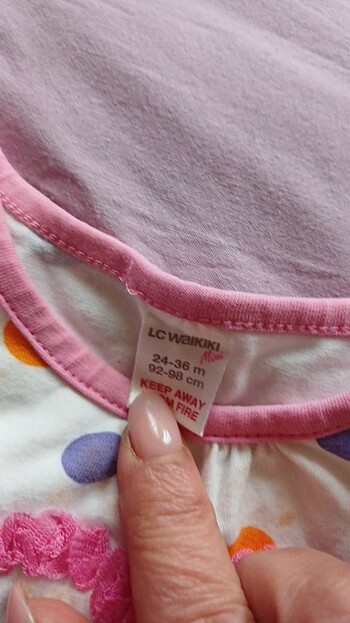 LC WAIKIKI
Mini
24-36 m
92-98 cm
KEEP AWAY
FIRE